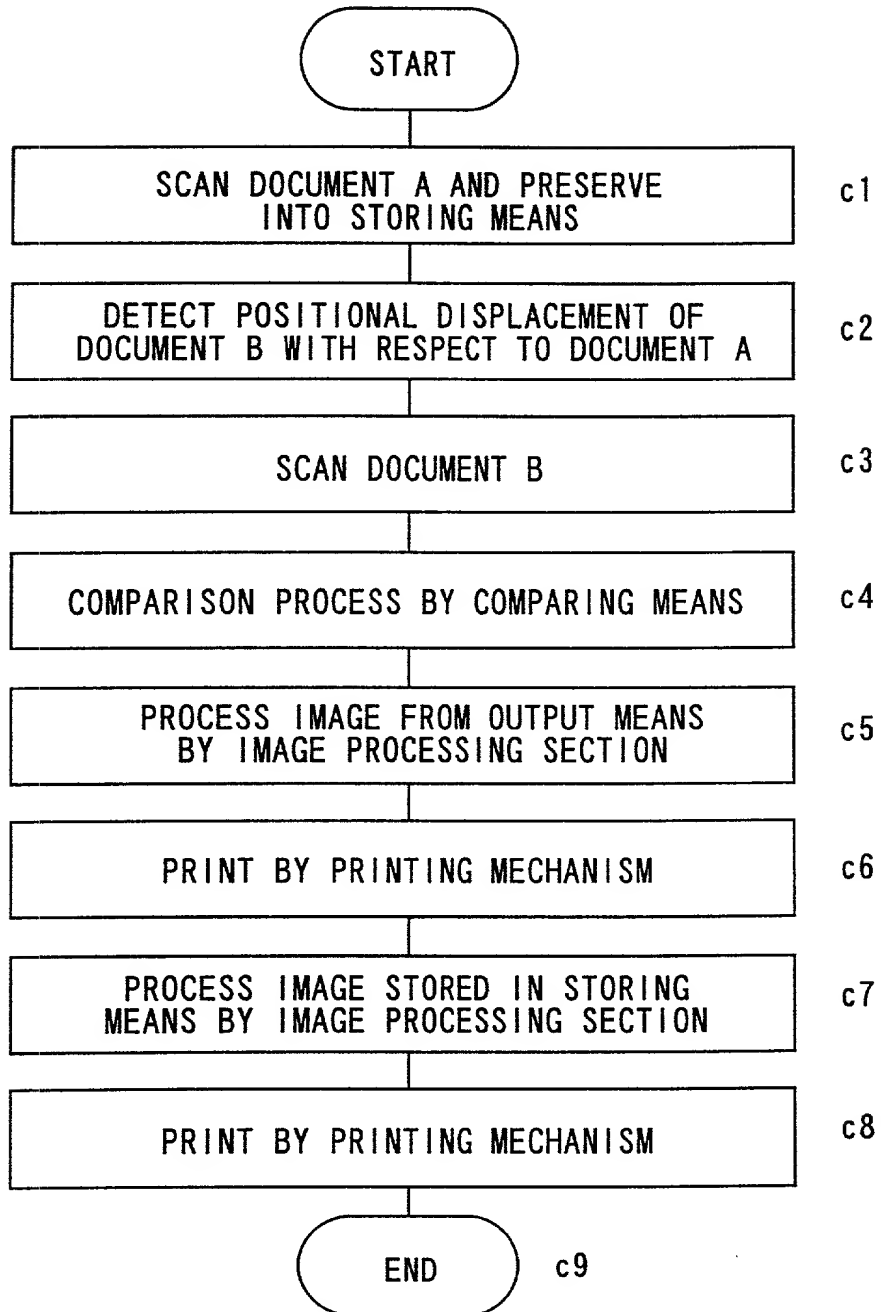 START
SCAN DOCUMENT A AND PRESERVE
INTO STORING MEANS
c1
DETECT POSITIONAL DISPLACEMENT OF
DOCUMENT B WITH RESPECT TO DOCUMENT A
c2
SCAN DOCUMENT B
c3
COMPARISON PROCESS BY COMPARING MEANS
c4
PROCESS IMAGE FROM OUTPUT MEANS
BY IMAGE PROCESSING SECTION
c5
PRINT BY PRINTING MECHANISM
c6
PROCESS IMAGE STORED IN STORING
MEANS BY IMAGE PROCESSING SECTION
c7
PRINT BY PRINTING MECHANISM
c8
END
c9